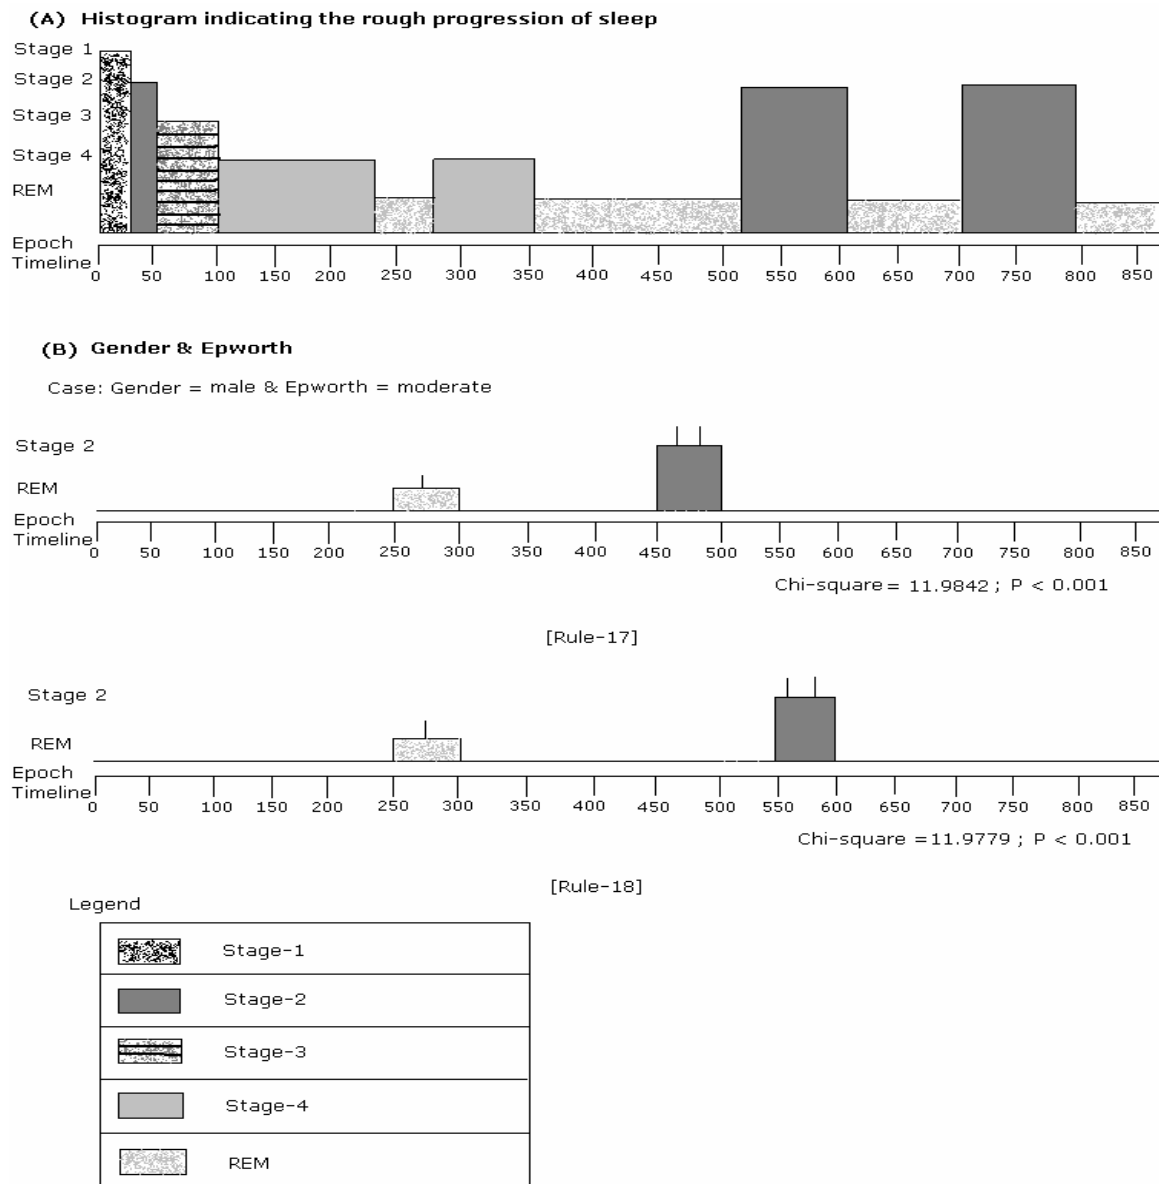 (A) Histogram indicating the rough progression of sleep
Stage 1
Stage 2
Stage 3
Stage 4
REM
Epoch
Timeline
0 50 100 150 200 250 300 350 400 450 500 550 600 650 700 750 800 850
(B) Gender & Epworth
Case: Gender = male & Epworth = moderate
Stage 2
REM
Epoch
Timeline
0 50 100 150 200 250 300 350 400 450 500 550 600 650 700 750 800 850
Chi-square = 11.9842 ; P < 0.001
[Rule-17]
Stage 2
REM
Epoch
Timeline
0 50 100 150 200 250 300 350 400 450 500 550 600 650 700 750 800 850
Chi-square =11.9779 ; P < 0.001
[Rule-18]
Legend
Stage-1
Stage-2
Stage-3
Stage-4
REM